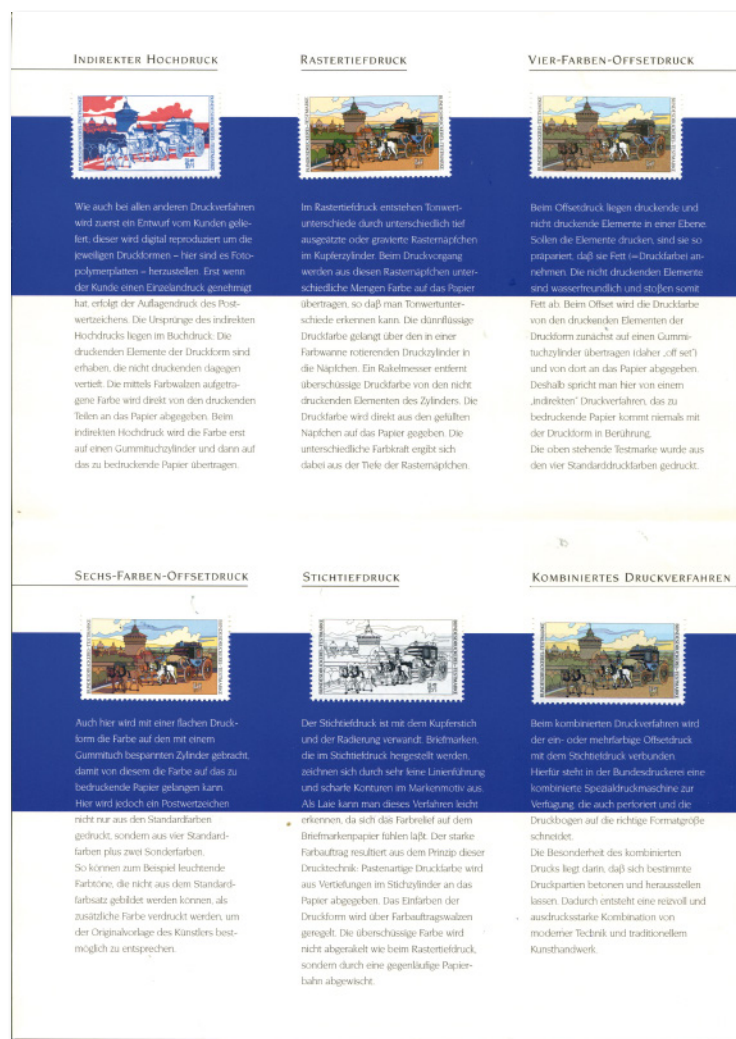 INDIREKTER HOCHDRUCK
Wie auch bei allen anderen Druckverfahren
wird zuerst ein Entwurf vom Kunden gelie-
fert; dieser wird digital reproduziert um die
jeweiligen Druckformen – hier sind es Foto-
polymerplatten – herzustellen. Erst wenn
der Kunde einen Einzelandruck genehmigt
hat, erfolgt der Auflagendruck des Post-
wertzeichens. Die Ursprünge des indirekten
Hochdrucks liegen im Buchdruck: Die
druckenden Elemente der Druckform sind
erhaben, die nicht druckenden dagegen
vertieft. Die mittels Farbwalzen aufgetra-
gene Farbe wird direkt von den druckenden
Teilen an das Papier abgegeben. Beim
indirekten Hochdruck wird die Farbe erst
auf einen Gummituchzylinder und dann auf
das zu bedruckende Papier übertragen.
RASTERTIEFDRUCK
Im Rastertiefdruck entstehen Tonwert-
unterschiede durch unterschiedlich tief
ausgeätzte oder gravierte Rasternäpfchen
im Kupferzylinder. Beim Druckvorgang
werden aus diesen Rasternäpfchen unter-
schiedliche Mengen Farbe auf das Papier
übertragen, so daß man Tonwertunter-
schiede erkennen kann. Die dünnflüssige
Druckfarbe gelangt über den in einer
Farbwanne rotierenden Druckzylinder in
die Näpfchen. Ein Rakelmesser entfernt
überschüssige Druckfarbe von den nicht
druckenden Elementen des Zylinders. Die
Druckfarbe wird direkt aus den gefüllten
Näpfchen auf das Papier gegeben. Die
unterschiedliche Farbkraft ergibt sich
dabei aus der Tiefe der Rasternäpfchen.
VIER-FARBEN-OFFSETDRUCK
Beim Offsetdruck liegen druckende und
nicht druckende Elemente in einer Ebene.
Sollen die Elemente drucken, sind sie so
präpariert, daß sie Fett (=Druckfarbe) an-
nehmen. Die nicht druckenden Elemente
sind wasserfreundlich und stoßen somit
Fett ab. Beim Offset wird die Druckfarbe
von den druckenden Elementen der
Druckform zunächst auf einen Gummi-
tuchzylinder übertragen (daher „off set“)
und von dort an das Papier abgegeben.
Deshalb spricht man hier von einem
„indirekten“ Druckverfahren, das zu
bedruckende Papier kommt niemals mit
der Druckform in Berührung.
Die oben stehende Testmarke wurde aus
den vier Standarddruckfarben gedruckt.
SECHS-FARBEN-OFFSETDRUCK
Auch hier wird mit einer flachen Druck-
form die Farbe auf den mit einem
Gummituch bespannten Zylinder gebracht,
damit von diesem die Farbe auf das zu
bedruckende Papier gelangen kann.
Hier wird jedoch ein Postwertzeichen
nicht nur aus den Standardfarben
gedruckt, sondern aus vier Standard-
farben plus zwei Sonderfarben.
So können zum Beispiel leuchtende
Farbtöne, die nicht aus dem Standard-
farbsatz gebildet werden können, als
zusätzliche Farbe verdruckt werden, um
der Originalvorlage des Künstlers best-
möglich zu entsprechen.
STICHTIEFDRUCK
Der Stichtiefdruck ist mit dem Kupferstich
und der Radierung verwandt. Briefmarken,
die im Stichtiefdruck hergestellt werden,
zeichnen sich durch sehr feine Linienführung
und scharfe Konturen im Markenmotiv aus.
Als Laie kann man dieses Verfahren leicht
erkennen, da sich das Farbrelief auf dem
Briefmarkenpapier fühlen läßt. Der starke
Farbauftrag resultiert aus dem Prinzip dieser
Drucktechnik: Pastenartige Druckfarbe wird
aus Vertiefungen im Stichzylinder an das
Papier abgegeben. Das Einfärben der
Druckform wird über Farbauftragswalzen
geregelt. Die überschüssige Farbe wird
nicht abgerakelt wie beim Rastertiefdruck,
sondern durch eine gegenläufige Papier-
bahn abgewischt.
KOMBINIERTES DRUCKVERFAHREN
Beim kombinierten Druckverfahren wird
der ein- oder mehrfarbige Offsetdruck
mit dem Stichtiefdruck verbunden.
Hierfür steht in der Bundesdruckerei eine
kombinierte Spezialdruckmaschine zur
Verfügung, die auch perforiert und die
Druckbogen auf die richtige Formatgröße
schneidet.
Die Besonderheit des kombinierten
Drucks liegt darin, daß sich bestimmte
Druckpartien betonen und herausstellen
lassen. Dadurch entsteht eine reizvoll und
ausdrucksstarke Kombination von
moderner Technik und traditionellem
Kunsthandwerk.